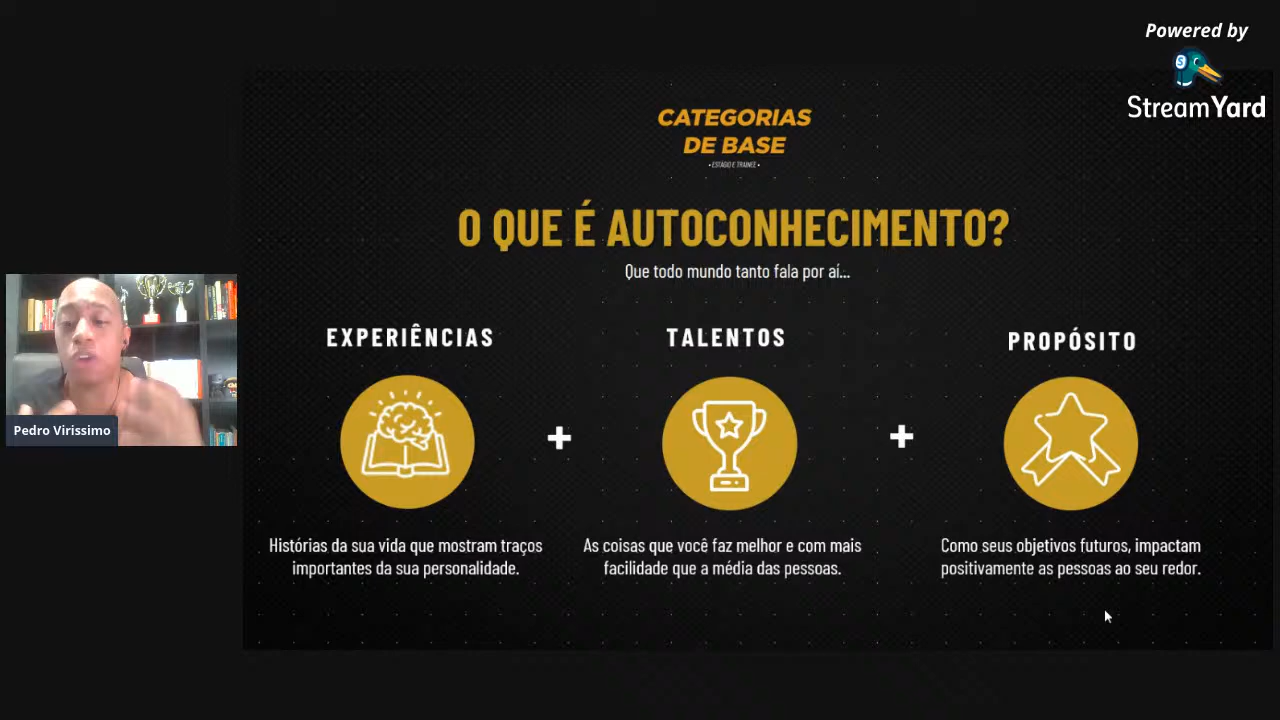 Powered by
StreamYard
CATEGORIAS
DE BASE
• ESTÁGIO E TRAINEE •
O QUE É AUTOCONHECIMENTO?
Que todo mundo tanto fala por aí...
EXPERIÊNCIAS
TALENTOS
PROPÓSITO
+
+
Pedro Virissimo
Histórias da sua vida que mostram traços
importantes da sua personalidade.
As coisas que você faz melhor e com mais
facilidade que a média das pessoas.
Como seus objetivos futuros, impactam
positivamente as pessoas ao seu redor.